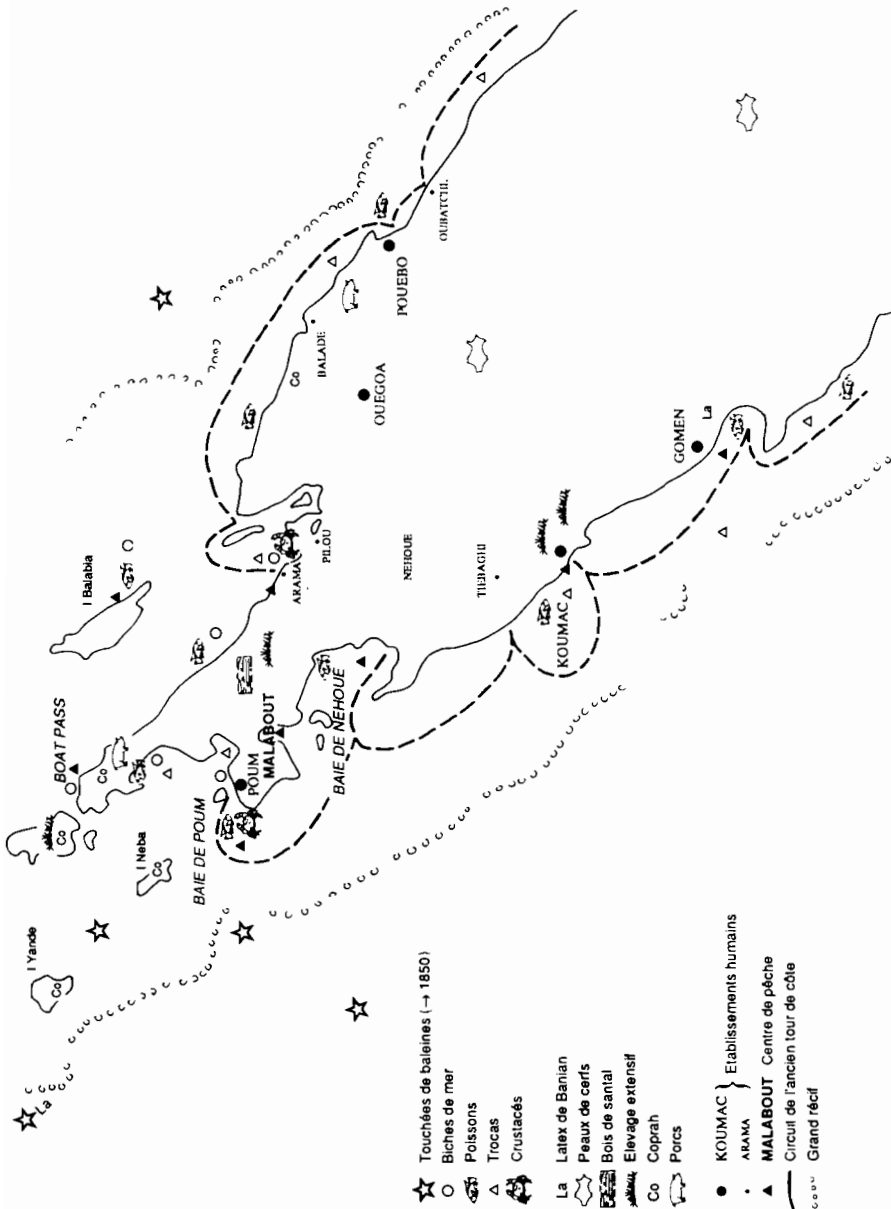 I Yande
Co
La
I Neba
Co
Co
Co
BOAT PASS
I Balabia
BAIE DE POUM
POUM
MALABOUT
BAIE DE NEHOUE
ARAMA
PILOU
NEHOUE
TIEBAGHI
KOUMAC
GOMEN
La
OUEGOA
Co
BALADE
POUEBO
OUBATCHE
Touchées de baleines (→ 1850)
Biches de mer
Poissons
Trocas
Crustacés
La Latex de Banian
Peaux de cerfs
Bois de santal
Elevage extensif
Co Coprah
Porcs
KOUMAC
Etablissements humains
ARAMA
MALABOUT Centre de pêche
Circuit de l'ancien tour de côte
Grand récif